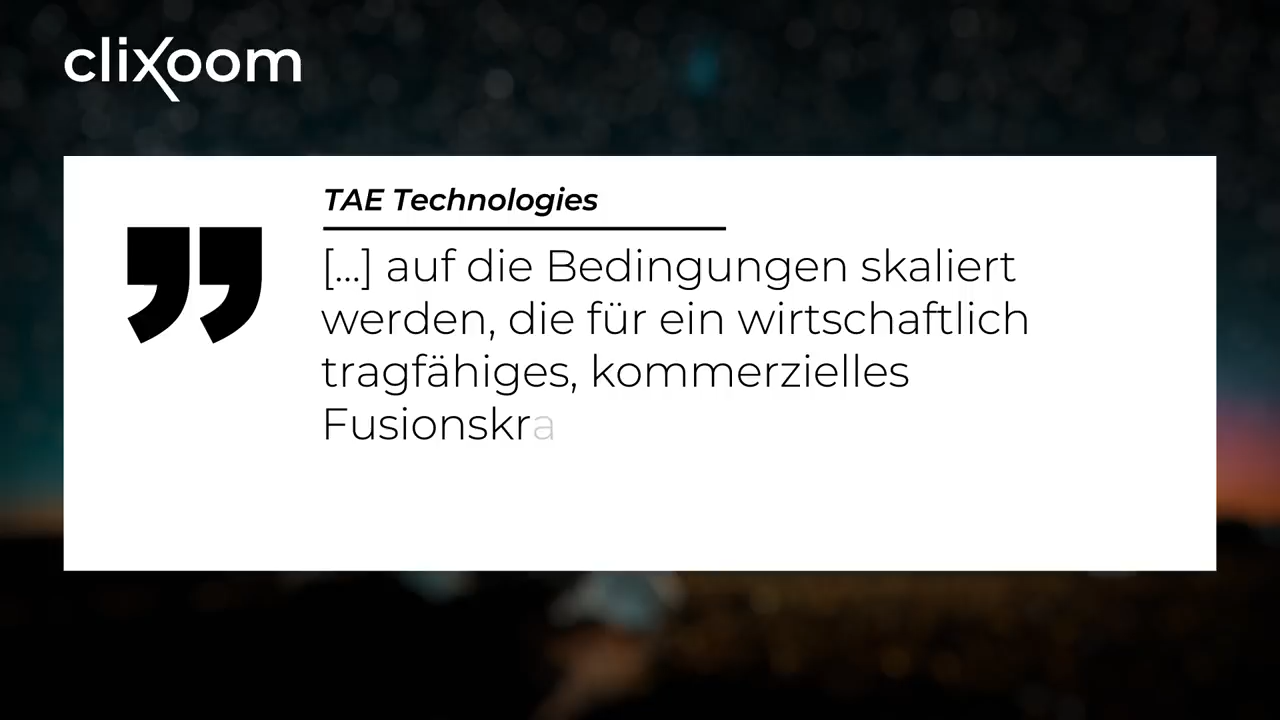 clixoom
TAE Technologies
[...] auf die Bedingungen skaliert
werden, die für ein wirtschaftlich
tragfähiges, kommerzielles
Fusionskra